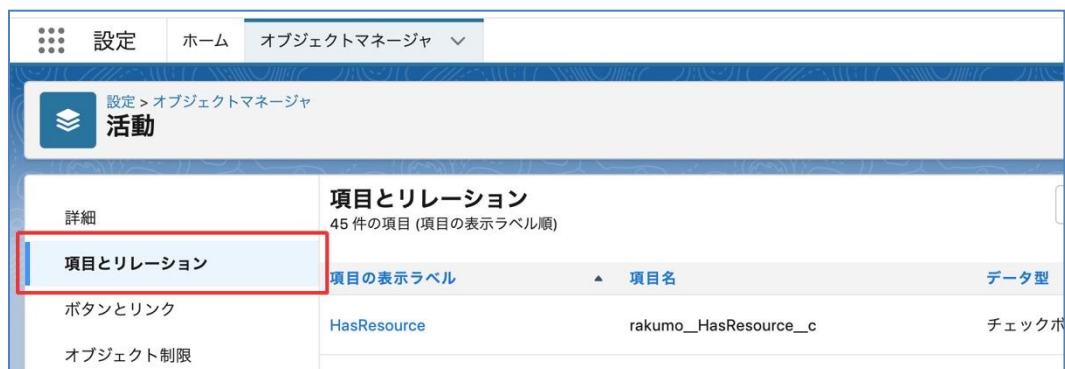 設定 ホーム オブジェクトマネージャ
設定 > オブジェクトマネージャ
活動
詳細
項目とリレーション
ボタンとリンク
オブジェクト制限
項目とリレーション
45 件の項目 (項目の表示ラベル順)
項目の表示ラベル 項目名 データ型
HasResource rakumo__HasResource__c チェックボ